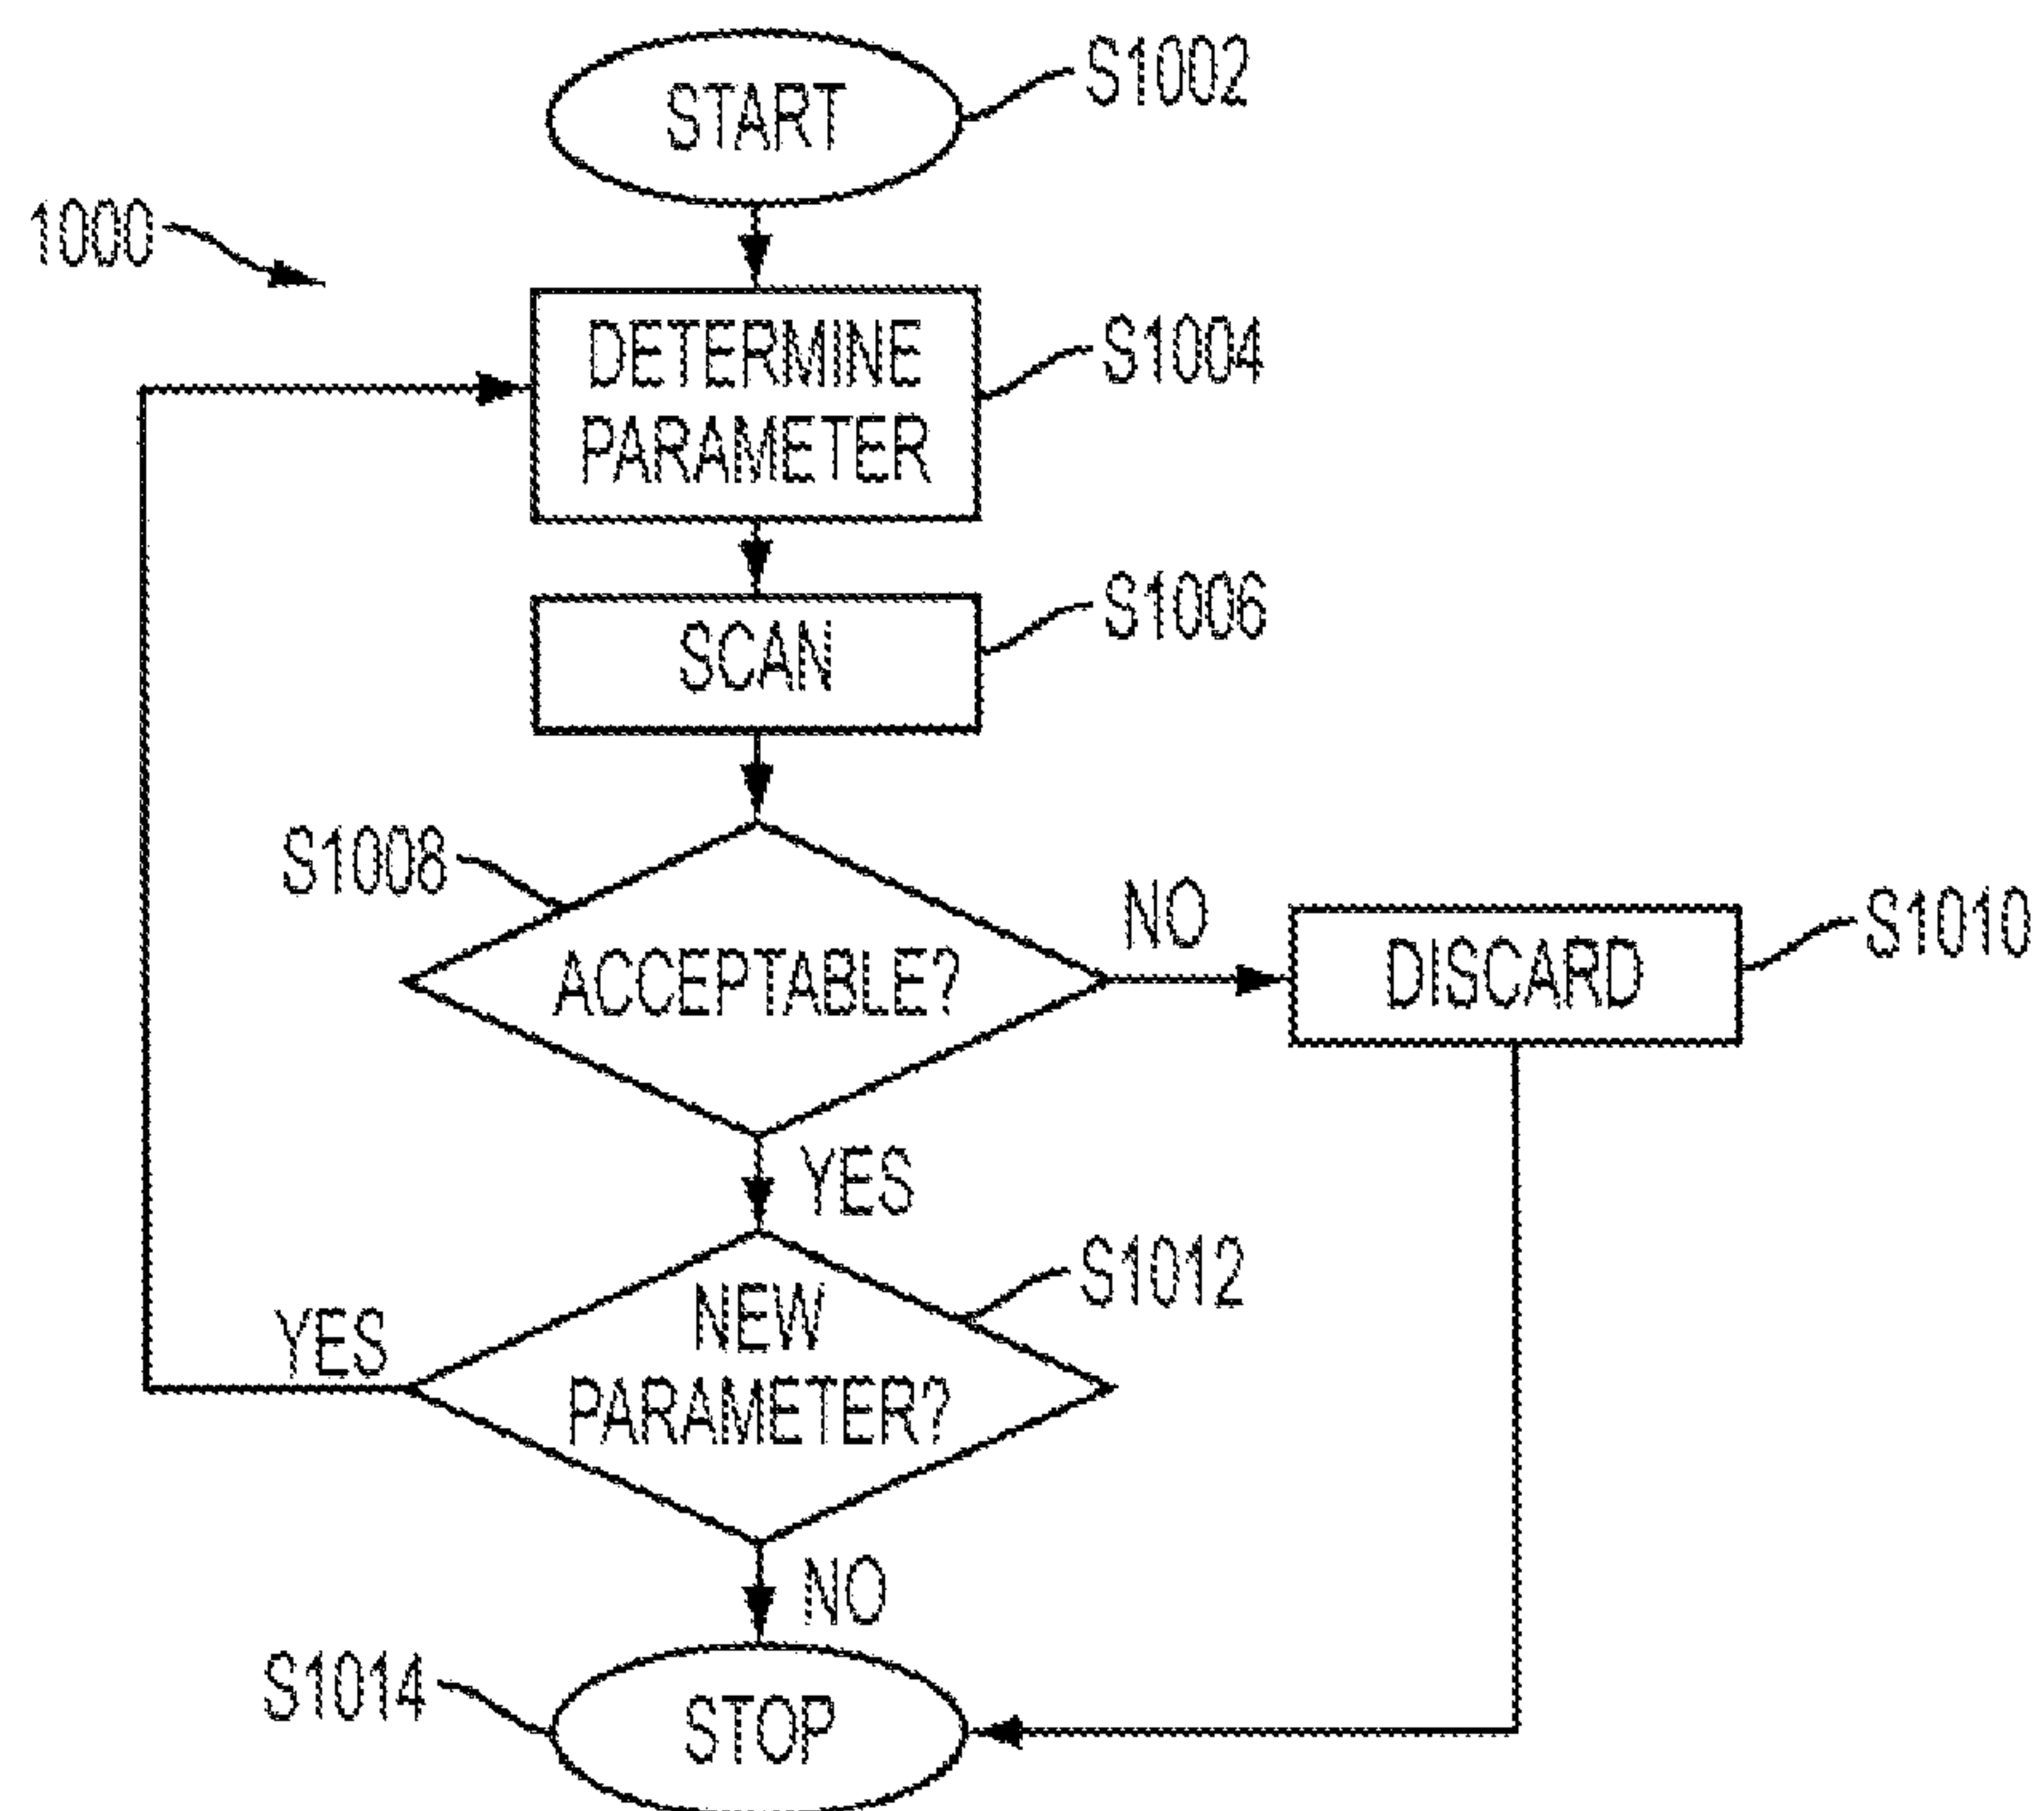 START
S1002
1000
DETERMINE
PARAMETER
S1004
SCAN
S1006
S1008
ACCEPTABLE?
NO
DISCARD
S1010
YES
S1012
NEW
PARAMETER?
YES
NO
S1014
STOP